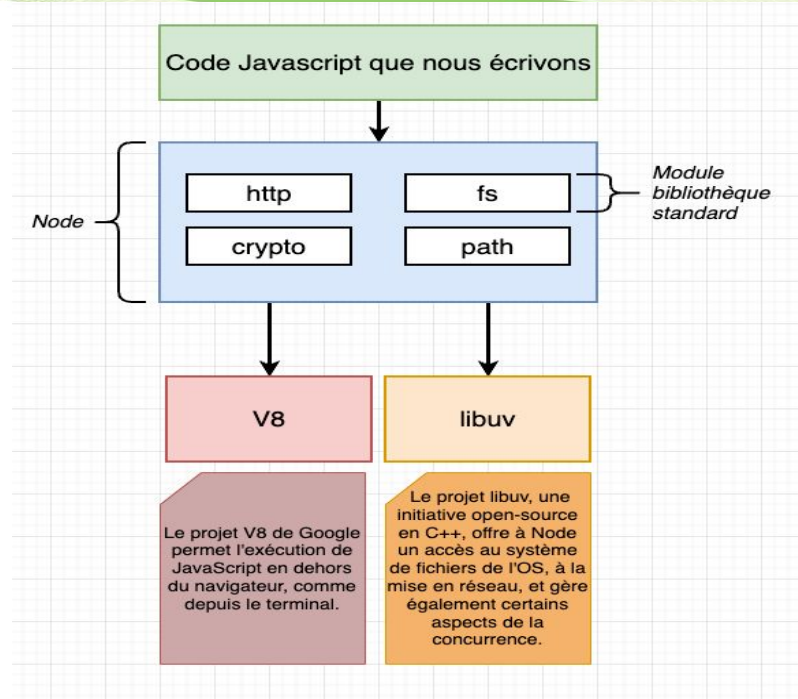 Code Javascript que nous écrivons
Node
http
fs
crypto
path
Module
bibliothèque
standard
V8
libuv
Le projet V8 de Google
permet l'exécution de
JavaScript en dehors
du navigateur, comme
depuis le terminal.
Le projet libuv, une
initiative open-source
en C++, offre à Node
un accès au système
de fichiers de l'OS, à la
mise en réseau, et gère
également certains
aspects de la
concurrence.